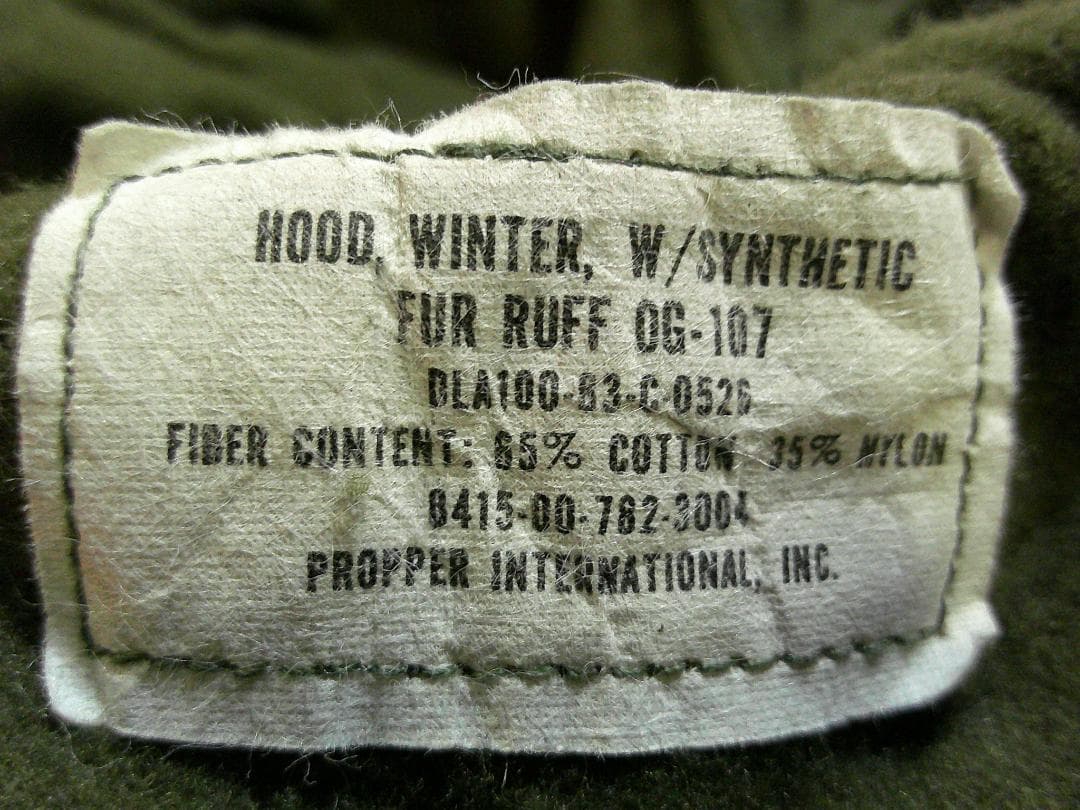 HOOD, WINTER, W/SYNTHETIC
FUR RUFF OG-107
DLA100-83-C-0526
FIBER CONTENT: 65% COTTON 35% NYLON
8415-00-782-3004
PROPPER INTERNATIONAL, INC.